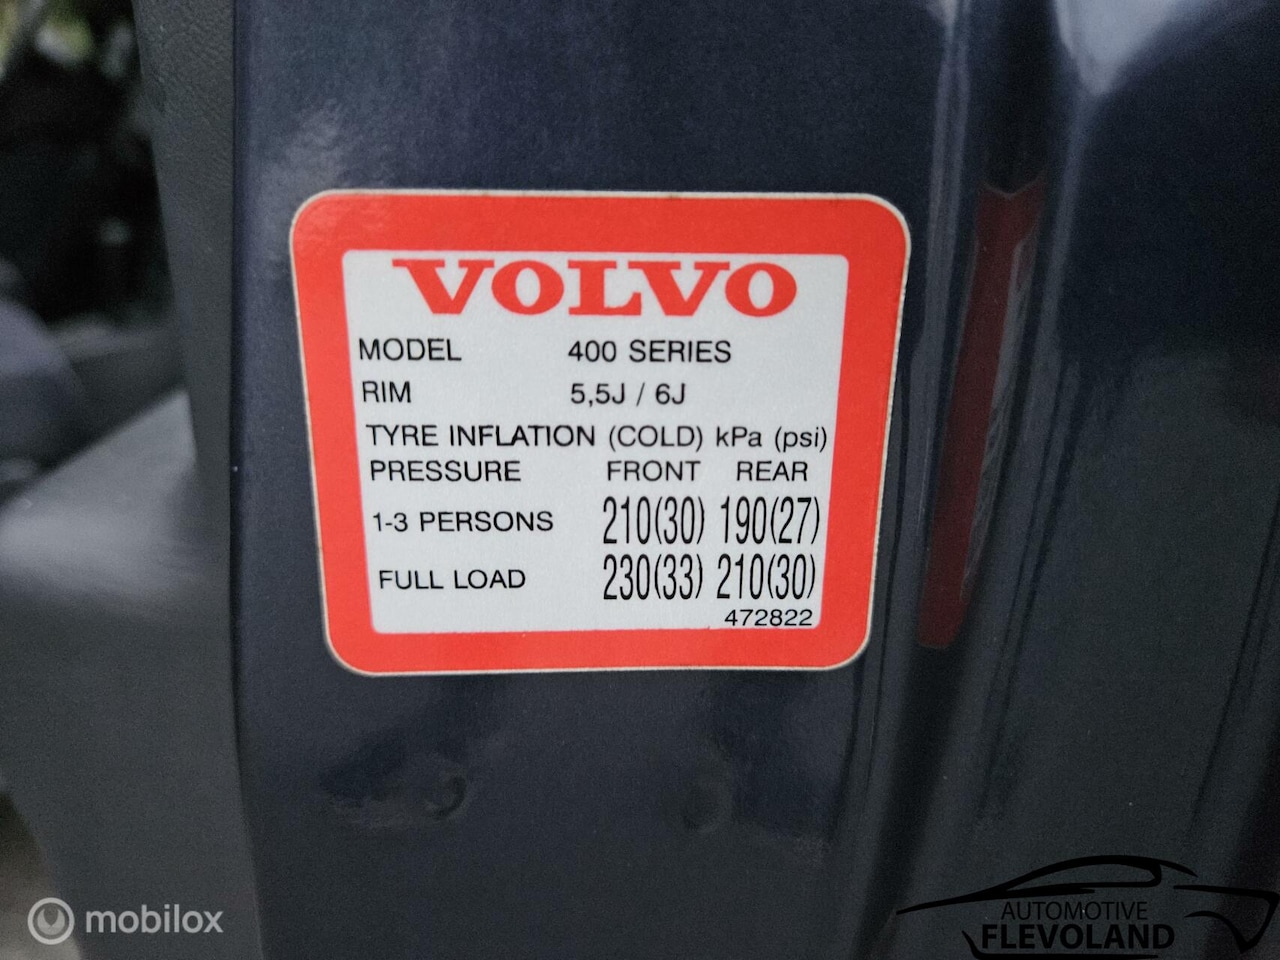 VOLVO
MODEL 400 SERIES
RIM 5,5J / 6J
TYRE INFLATION (COLD) kPa (psi)
PRESSURE FRONT REAR
1-3 PERSONS 210(30) 190(27)
FULL LOAD 230(33) 210(30)
472822
mobilox
AUTOMOTIVE
FLEVOLAND